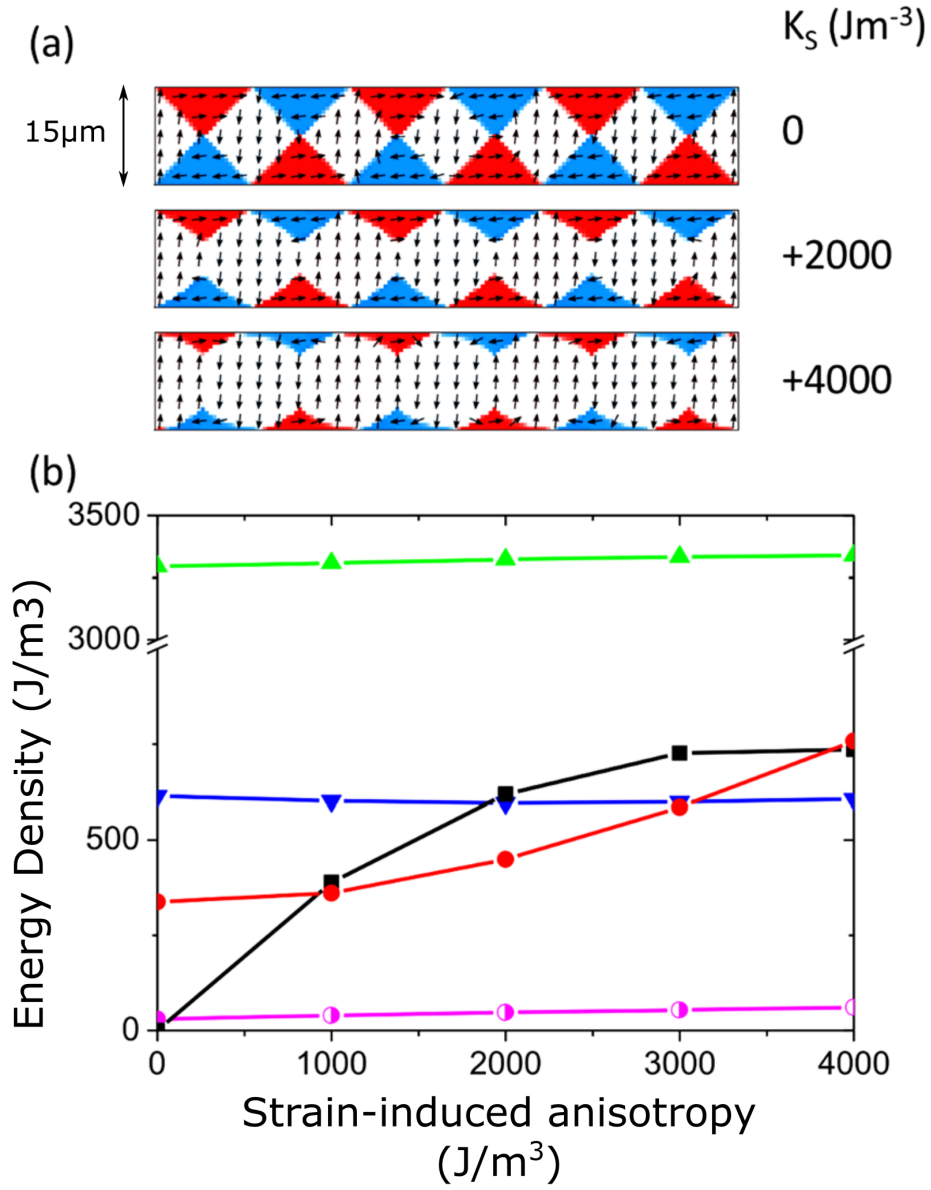 (a)
K_S (Jm⁻³)
15μm
0
+2000
+4000
(b)
3500
3000
500
0
Energy Density (J/m3)
0 1000 2000 3000 4000
Strain-induced anisotropy
(J/m³)